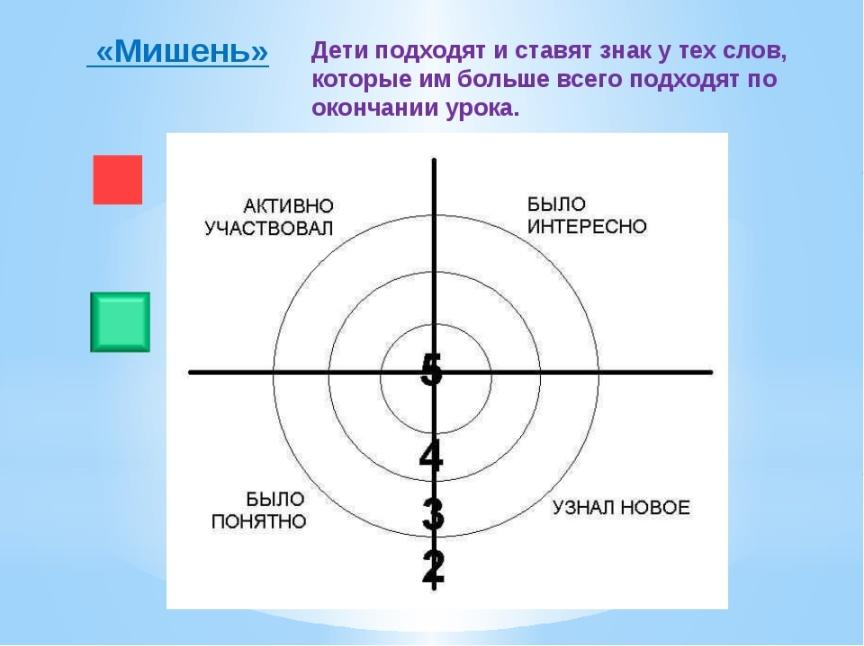 «Мишень»
Дети подходят и ставят знак у тех слов,
которые им больше всего подходят по
окончании урока.
АКТИВНО
УЧАСТВОВАЛ
БЫЛО
ИНТЕРЕСНО
5
4
3
2
БЫЛО
ПОНЯТНО
УЗНАЛ НОВОЕ